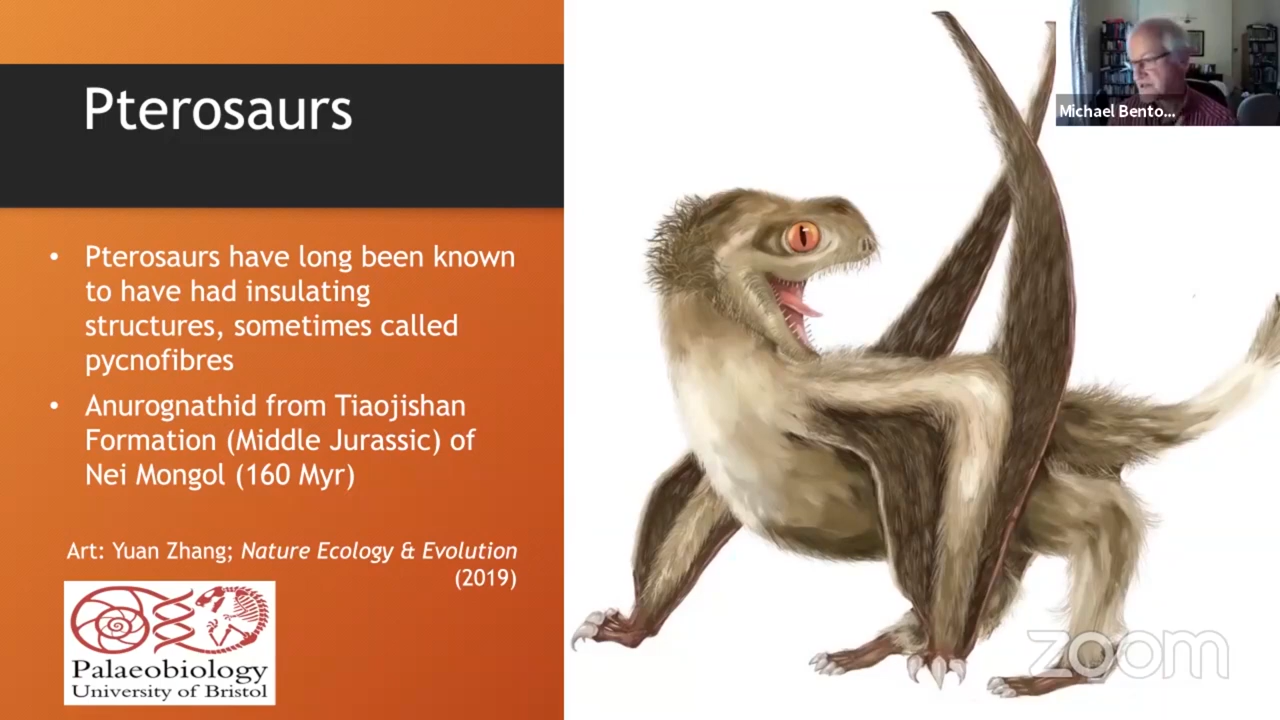 Pterosaurs
• Pterosaurs have long been known
to have had insulating
structures, sometimes called
pycnofibres
• Anurognathid from Tiaojishan
Formation (Middle Jurassic) of
Nei Mongol (160 Myr)
Art: Yuan Zhang; Nature Ecology & Evolution
(2019)
Palaeobiology
University of Bristol
Michael Bento...
zoom